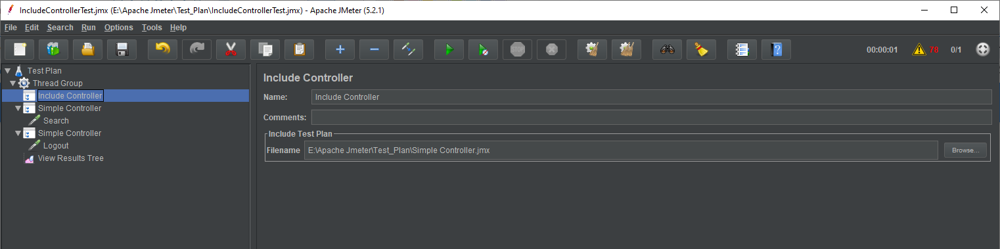 IncludeControllerTest.jmx (E:\Apache Jmeter\Test_Plan\IncludeControllerTest.jmx) - Apache JMeter (5.2.1)
File Edit Search Run Options Tools Help
STOP
00:00:01 78 0/1
Test Plan
Thread Group
Include Controller
Simple Controller
Search
Simple Controller
Logout
View Results Tree
Include Controller
Name: Include Controller
Comments:
Include Test Plan
Filename E:\Apache Jmeter\Test_Plan\Simple Controller.jmx Browse...